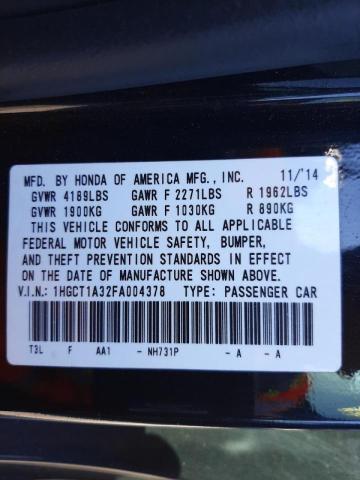 MFD. BY HONDA OF AMERICA MFG., INC. 11/'14
GVWR 4189LBS GAWR F 2271LBS R 1962LBS
GVWR 1900KG GAWR F 1030KG R 890KG
THIS VEHICLE CONFORMS TO ALL APPLICABLE
FEDERAL MOTOR VEHICLE SAFETY, BUMPER,
AND THEFT PREVENTION STANDARDS IN EFFECT
ON THE DATE OF MANUFACTURE SHOWN ABOVE.
V.I.N.: 1HGCT1A32FA004378 TYPE: PASSENGER CAR
T3L F AA1 - NH731P - A - A